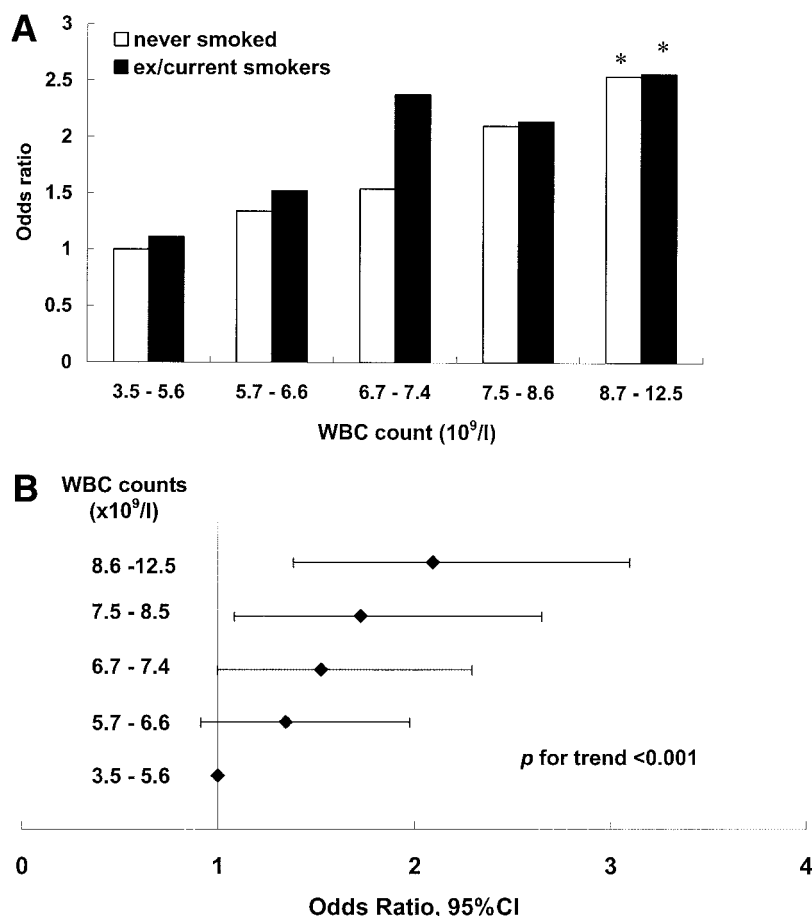 A
never smoked
ex/current smokers
* *
Odds ratio
3
2.5
2
1.5
1
0.5
0
3.5 - 5.6 5.7 - 6.6 6.7 - 7.4 7.5 - 8.6 8.7 - 12.5
WBC count (10⁹/l)
B
WBC counts
(x10⁹/l)
8.6 -12.5
7.5 - 8.5
6.7 - 7.4
5.7 - 6.6
3.5 - 5.6
p for trend <0.001
0 1 2 3 4
Odds Ratio, 95%CI